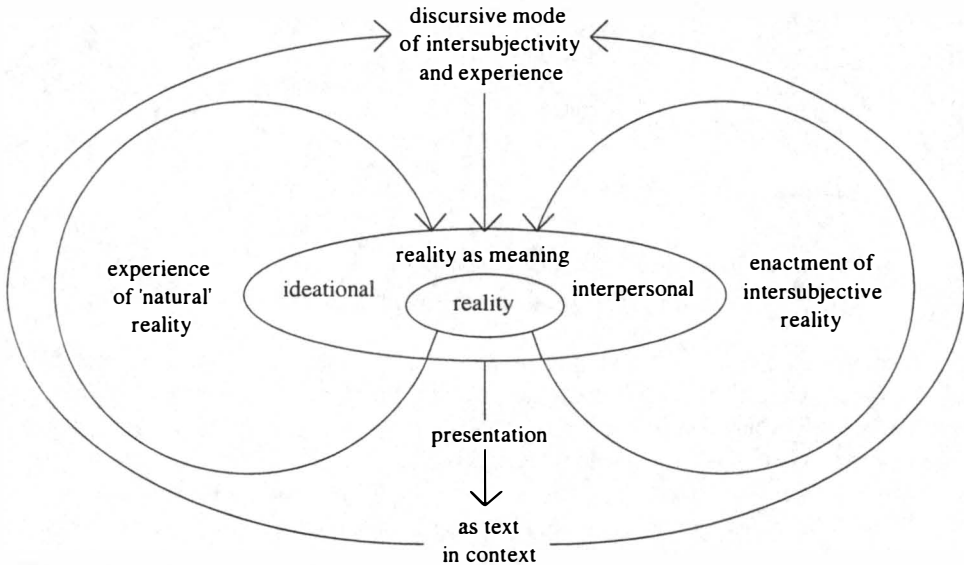 discursive mode
of intersubjectivity
and experience
reality as meaning
experience
of 'natural'
reality
ideational
reality
interpersonal
enactment of
intersubjective
reality
presentation
as text
in context